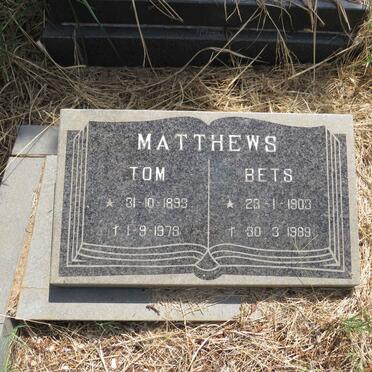 MATTHEWS
TOM BETS
★ 31-10-1893 ★ 23-1-1903
† 1-9-1978 † 30 3 1989